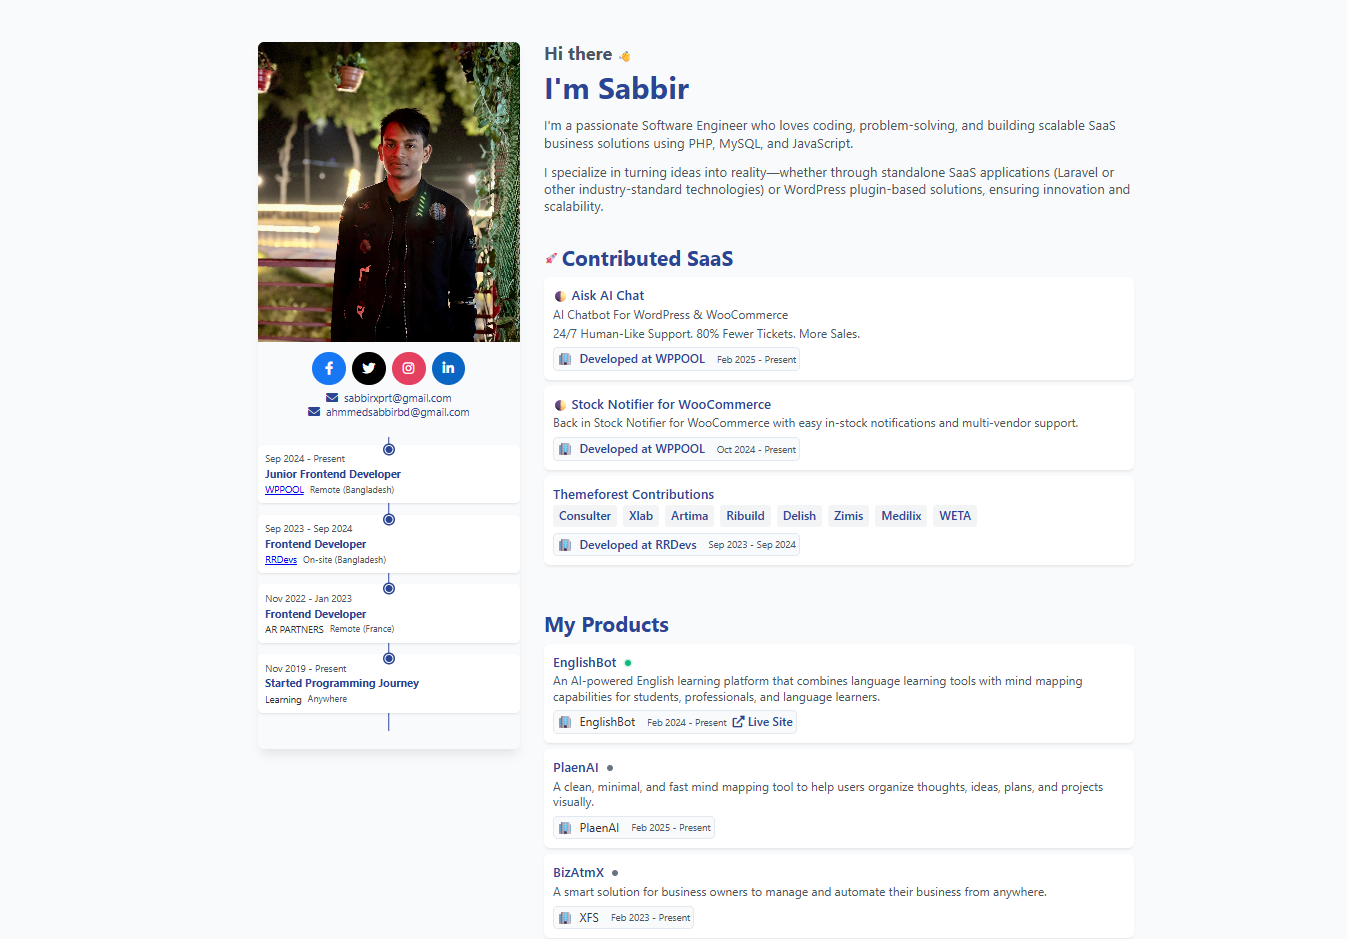 sabbirxprt@gmail.com
ahmmedsabbirbd@gmail.com
Sep 2024 - Present
Junior Frontend Developer
WPPOOL Remote (Bangladesh)
Sep 2023 - Sep 2024
Frontend Developer
RRDevs On-site (Bangladesh)
Nov 2022 - Jan 2023
Frontend Developer
AR PARTNERS Remote (France)
Nov 2019 - Present
Started Programming Journey
Learning Anywhere
Hi there 👋
I'm Sabbir
I'm a passionate Software Engineer who loves coding, problem-solving, and building scalable SaaS
business solutions using PHP, MySQL, and JavaScript.
I specialize in turning ideas into reality—whether through standalone SaaS applications (Laravel or
other industry-standard technologies) or WordPress plugin-based solutions, ensuring innovation and
scalability.
🚀 Contributed SaaS
🌓 Aisk AI Chat
AI Chatbot For WordPress & WooCommerce
24/7 Human-Like Support. 80% Fewer Tickets. More Sales.
🏢 Developed at WPPOOL Feb 2025 - Present
🌓 Stock Notifier for WooCommerce
Back in Stock Notifier for WooCommerce with easy in-stock notifications and multi-vendor support.
🏢 Developed at WPPOOL Oct 2024 - Present
Themeforest Contributions
Consulter Xlab Artima Ribuild Delish Zimis Medilix WETA
🏢 Developed at RRDevs Sep 2023 - Sep 2024
My Products
EnglishBot
An AI-powered English learning platform that combines language learning tools with mind mapping
capabilities for students, professionals, and language learners.
🏢 EnglishBot Feb 2024 - Present Live Site
PlaenAI
A clean, minimal, and fast mind mapping tool to help users organize thoughts, ideas, plans, and projects
visually.
🏢 PlaenAI Feb 2025 - Present
BizAtmX
A smart solution for business owners to manage and automate their business from anywhere.
🏢 XFS Feb 2023 - Present